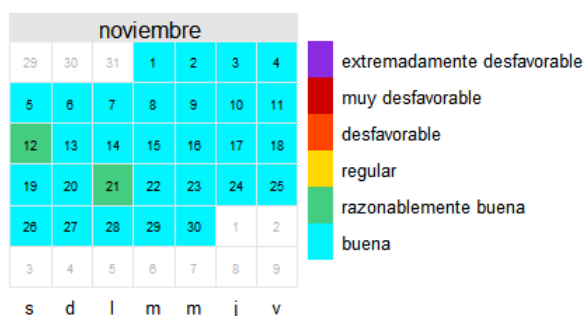 noviembre
29 30 31 1 2 3 4
5 6 7 8 9 10 11
12 13 14 15 16 17 18
19 20 21 22 23 24 25
26 27 28 29 30 1 2
3 4 5 6 7 8 9
s d l m m j v
extremadamente desfavorable
muy desfavorable
desfavorable
regular
razonablemente buena
buena